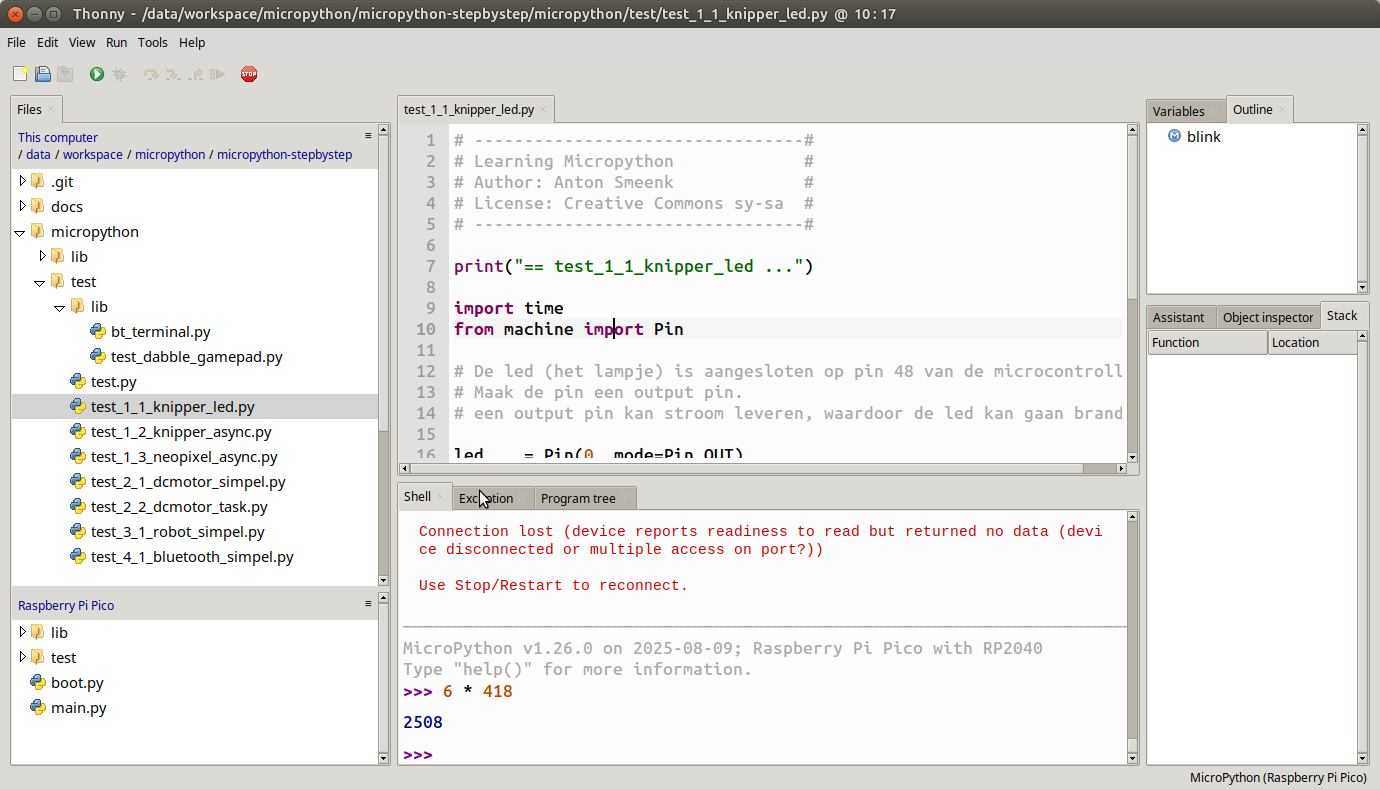 Thonny - /data/workspace/micropython/micropython-stepbystep/micropython/test/test_1_1_knipper_led.py @ 10:17
File Edit View Run Tools Help
STOP
Files
This computer
/ data / workspace / micropython / micropython-stepbystep
.git
docs
micropython
lib
test
lib
bt_terminal.py
test_dabble_gamepad.py
test.py
test_1_1_knipper_led.py
test_1_2_knipper_async.py
test_1_3_neopixel_async.py
test_2_1_dcmotor_simpel.py
test_2_2_dcmotor_task.py
test_3_1_robot_simpel.py
test_4_1_bluetooth_simpel.py
Raspberry Pi Pico
lib
test
boot.py
main.py
test_1_1_knipper_led.py
1 # ---------------------------------#
2 # Learning Micropython #
3 # Author: Anton Smeenk #
4 # License: Creative Commons sy-sa #
5 # ---------------------------------#
6
7 print("== test_1_1_knipper_led ...")
8
9 import time
10 from machine import Pin
11
12 # De led (het lampje) is aangesloten op pin 48 van de microcontroll
13 # Maak de pin een output pin.
14 # een output pin kan stroom leveren, waardoor de led kan gaan brand
15
16 led = Pin(0, mode=Pin.OUT)
Shell Exception Program tree
Connection lost (device reports readiness to read but returned no data (devi
ce disconnected or multiple access on port?))
Use Stop/Restart to reconnect.
MicroPython v1.26.0 on 2025-08-09; Raspberry Pi Pico with RP2040
Type "help()" for more information.
>>> 6 * 418
2508
>>>
Variables Outline
M blink
Assistant Object inspector Stack
Function Location
MicroPython (Raspberry Pi Pico)